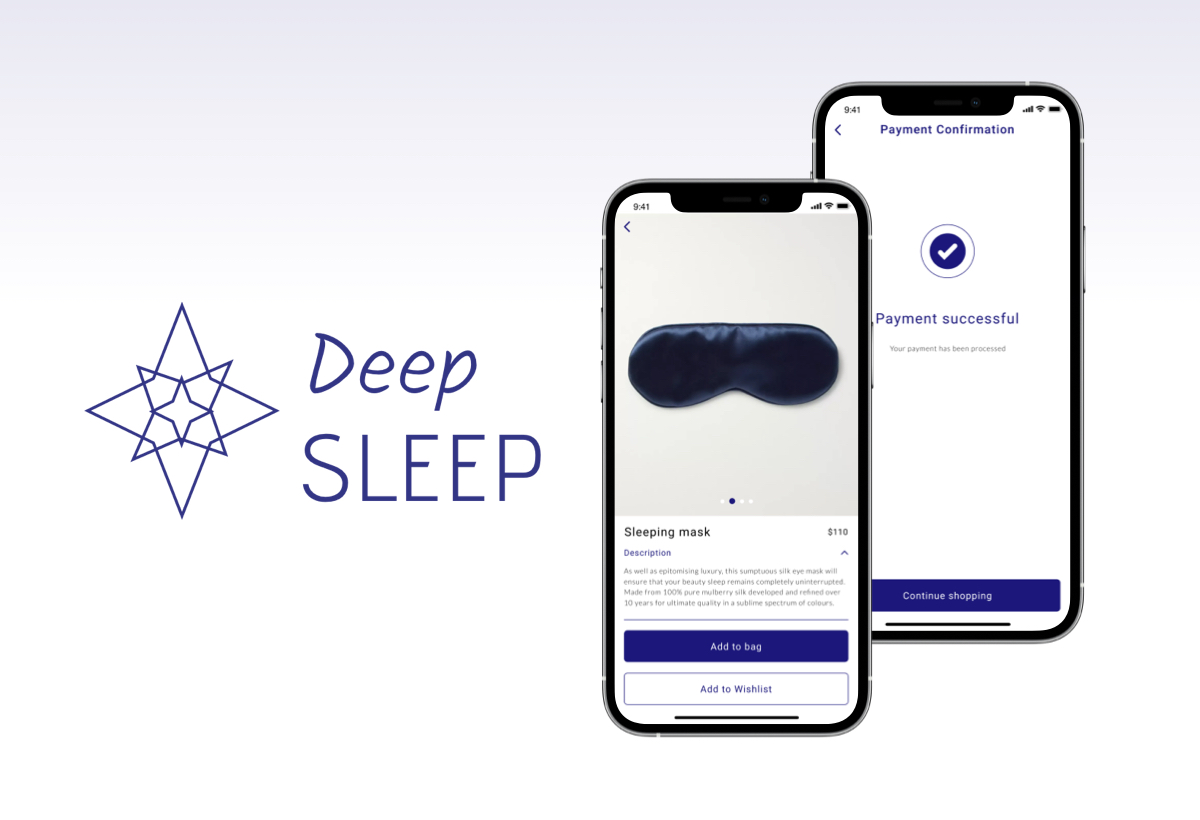 Deep
SLEEP
9:41
Sleeping mask
$110
Description
As well as epitomising luxury, this sumptuous silk eye mask will
ensure that your beauty sleep remains completely uninterrupted.
Made from 100% pure mulberry silk developed and refined over
10 years for ultimate quality in a sublime spectrum of colours.
Add to bag
Add to Wishlist
9:41
Payment Confirmation
Payment successful
Your payment has been processed
Continue shopping